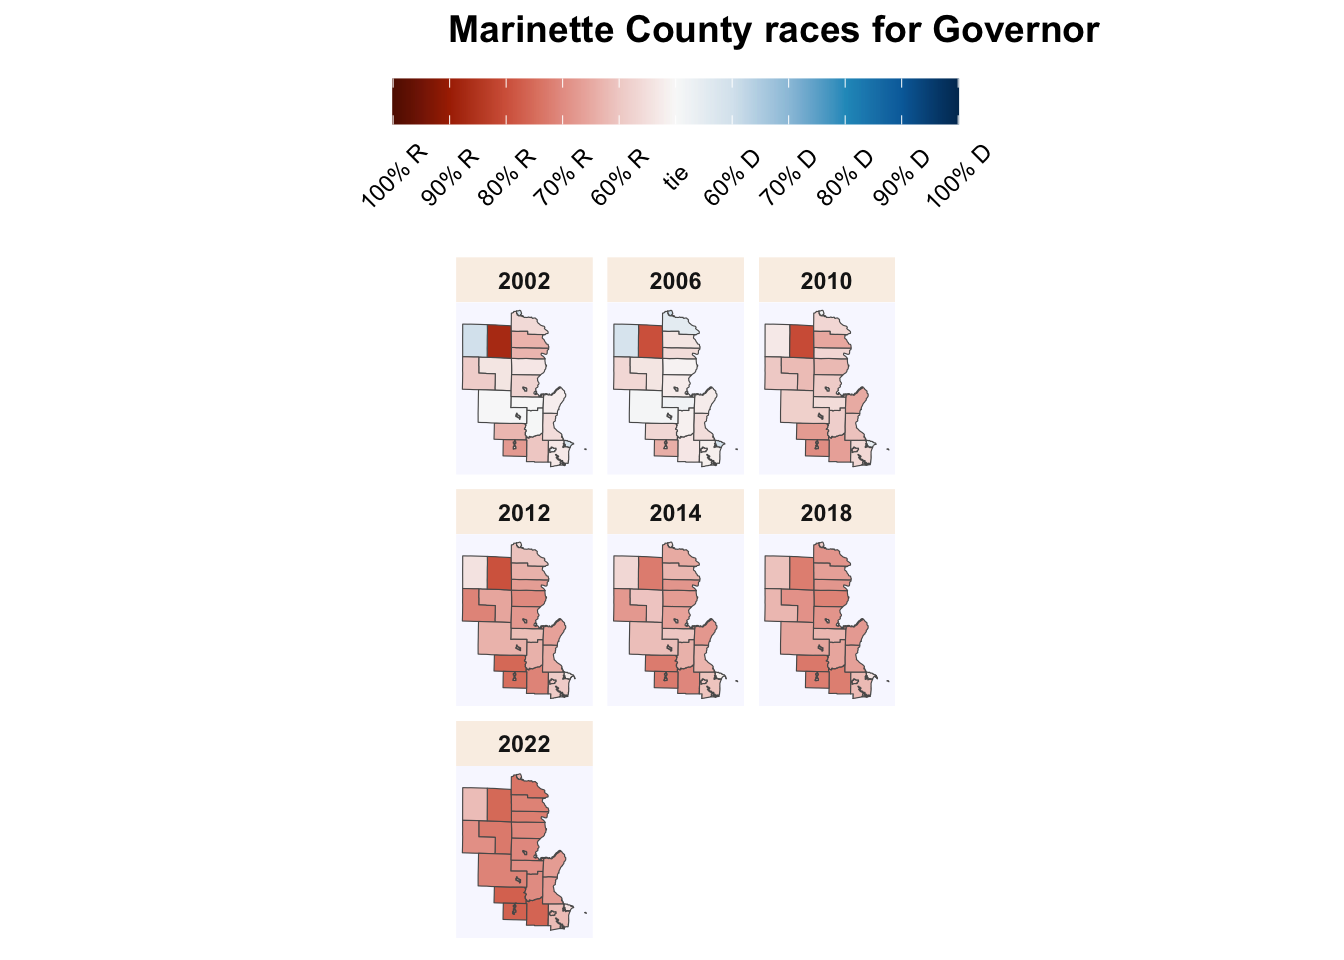 Marinette County races for Governor
100% R 90% R 80% R 70% R 60% R tie 60% D 70% D 80% D 90% D 100% D
2002 2006 2010
2012 2014 2018
2022